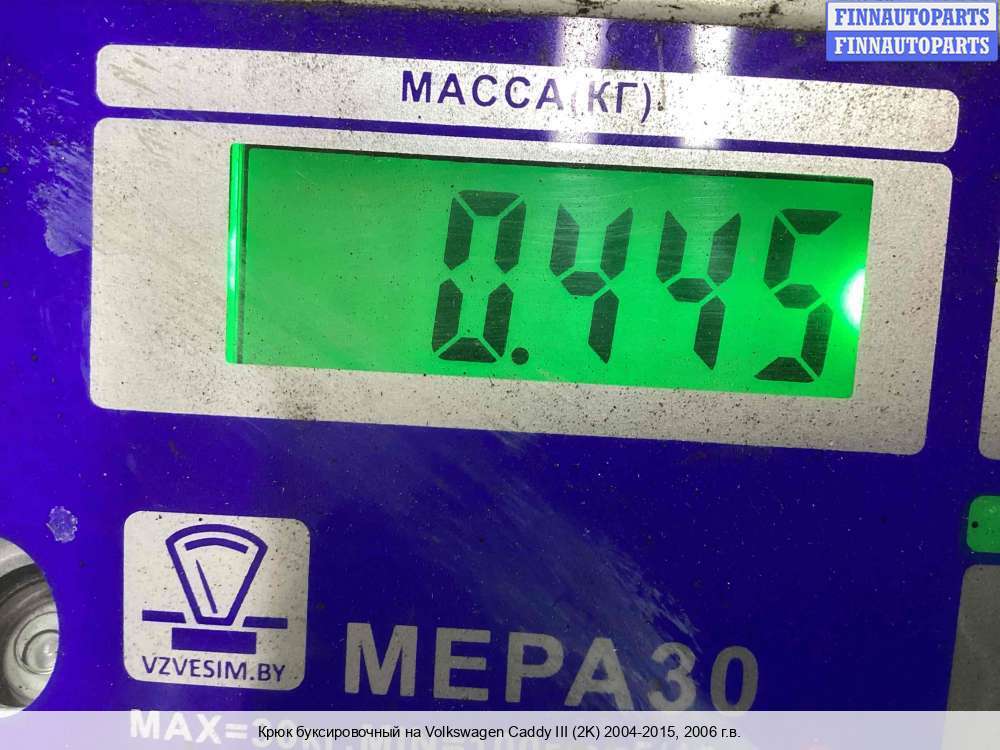 FINNAUTOPARTS
FINNAUTOPARTS
МАССА(КГ)
0.445
VZVESIM.BY
МЕРА30
Крюк буксировочный на Volkswagen Caddy III (2K) 2004-2015, 2006 г.в.